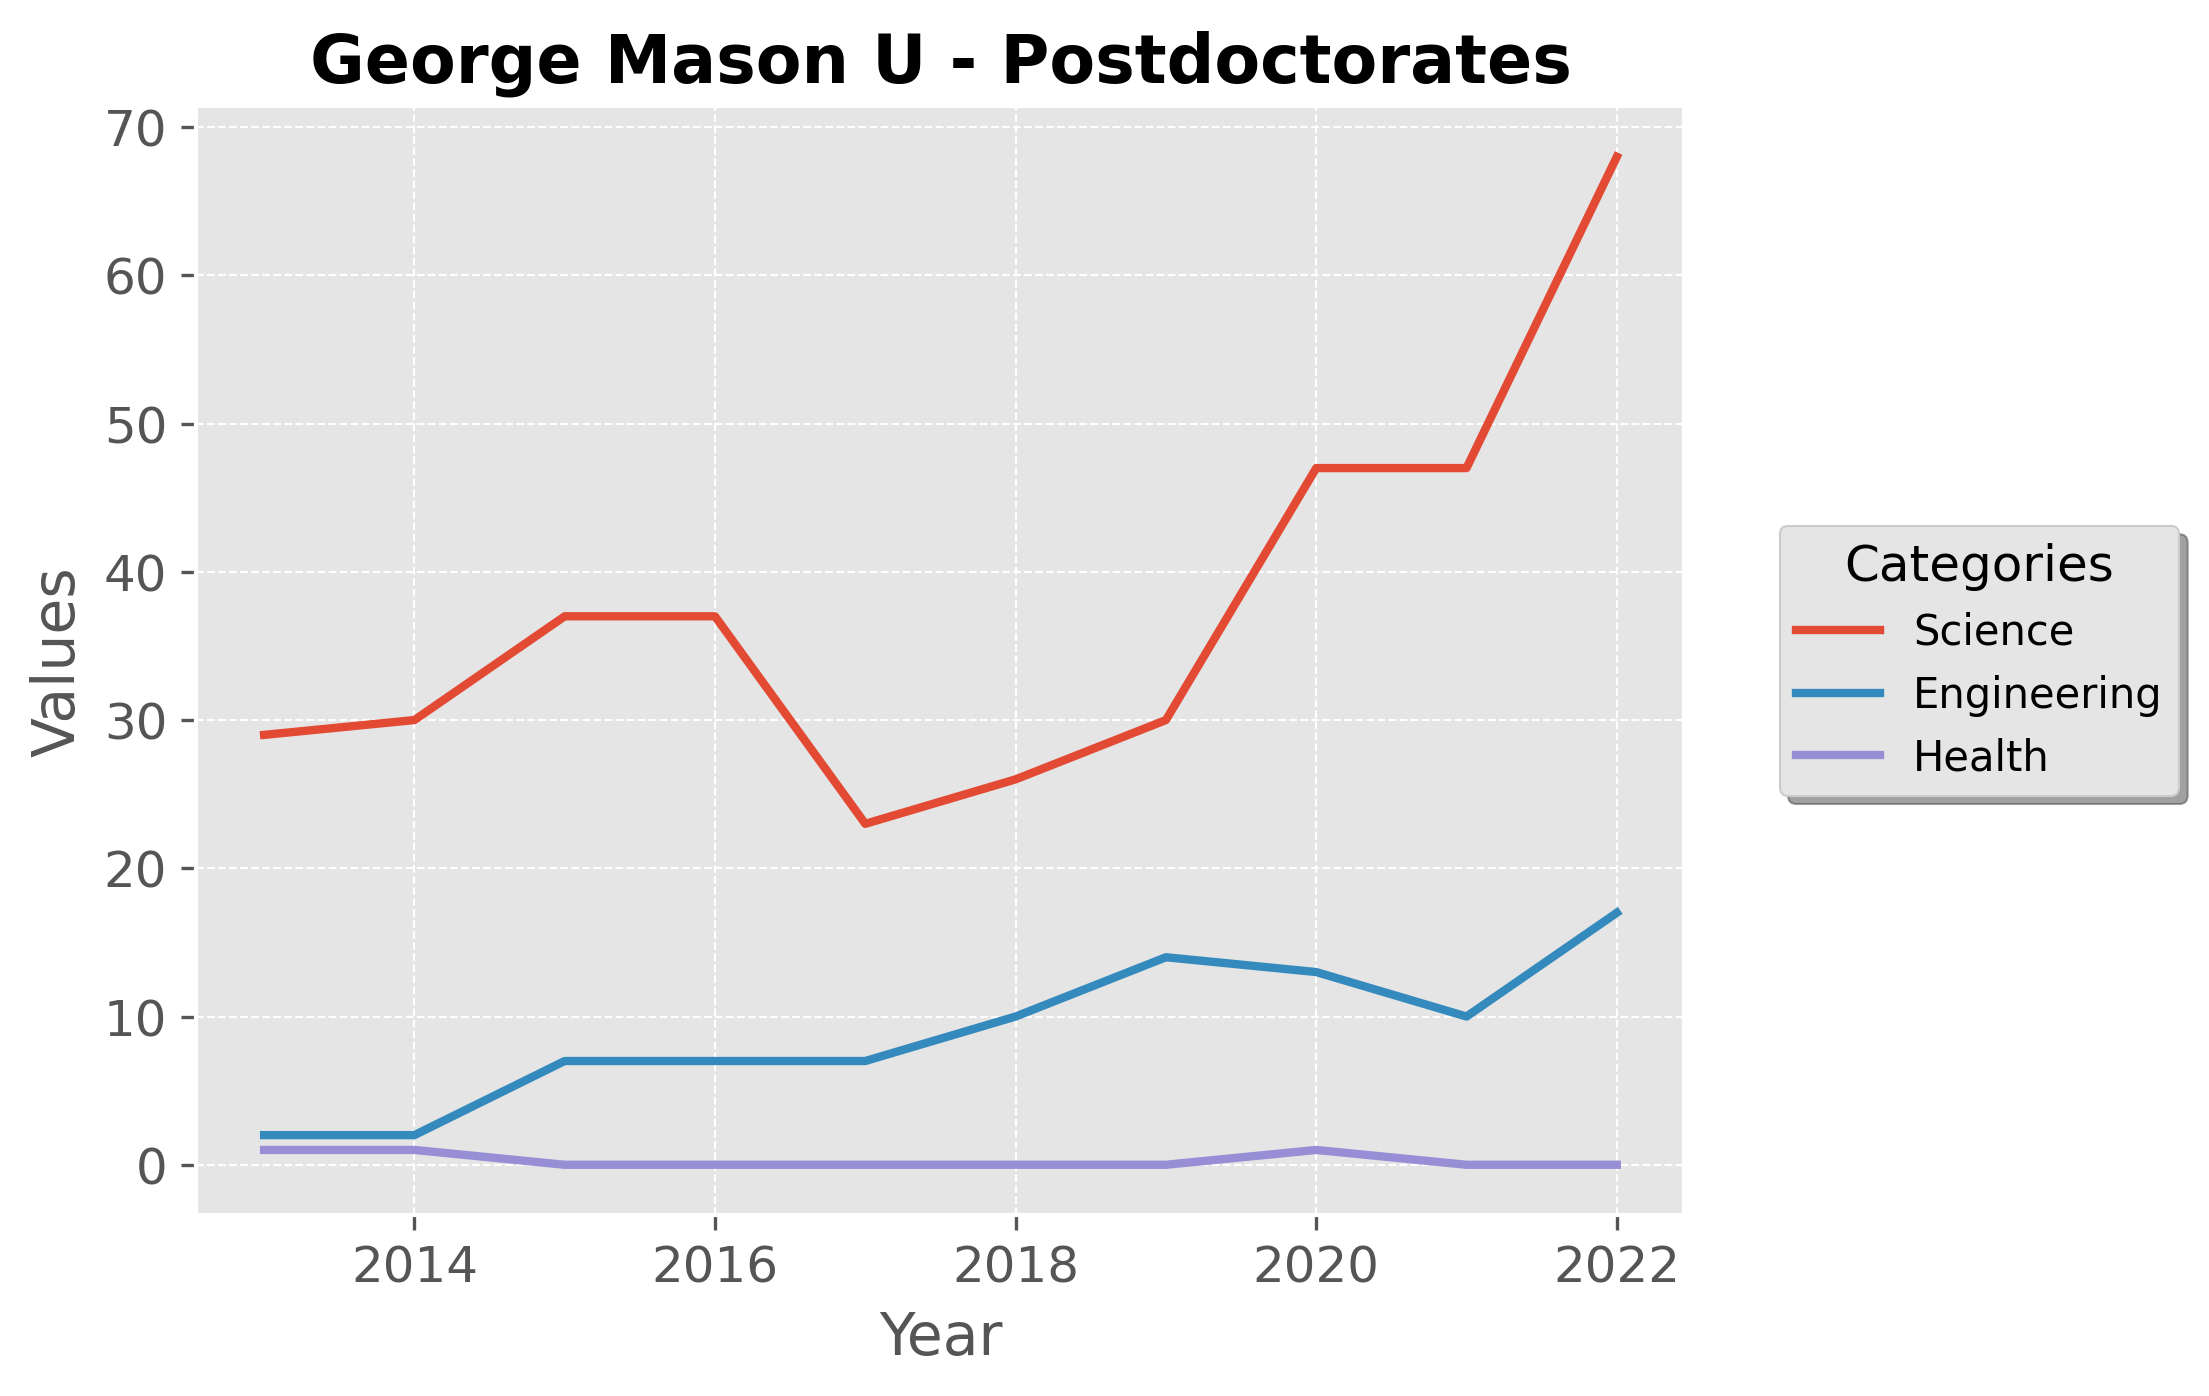 George Mason U - Postdoctorates
70
60
50
40
30
20
10
0
Values
2014 2016 2018 2020 2022
Year
Categories
Science
Engineering
Health